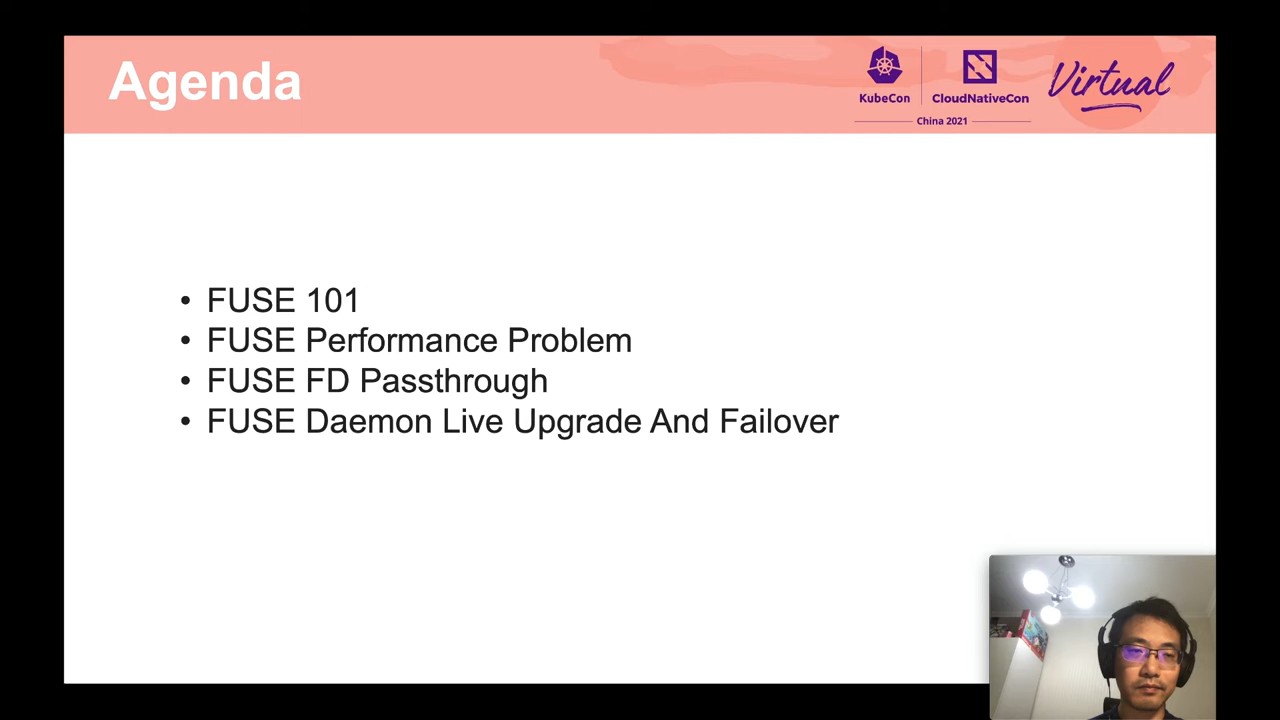 Agenda
KubeCon
CloudNativeCon
China 2021
Virtual
• FUSE 101
• FUSE Performance Problem
• FUSE FD Passthrough
• FUSE Daemon Live Upgrade And Failover